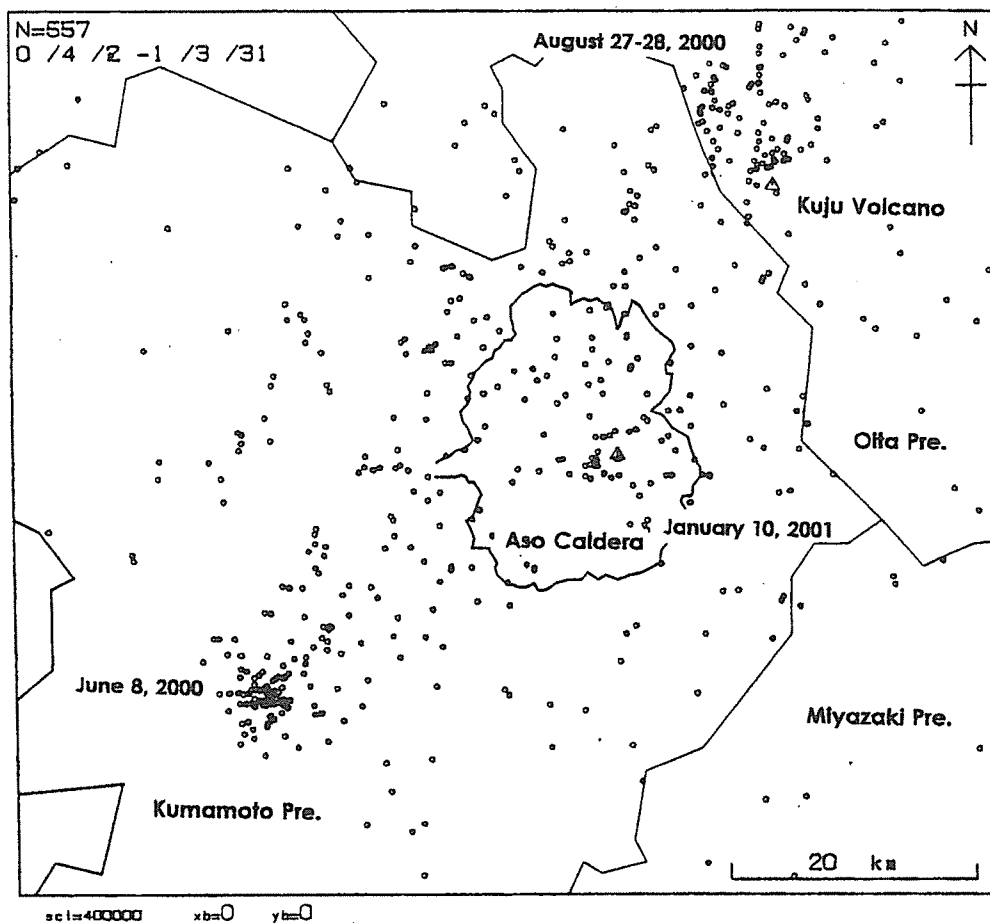 N=557
0 /4 /2 -1 /3 /31
August 27-28, 2000
N
Kuju Volcano
Oita Pre.
Aso Caldera
January 10, 2001
June 8, 2000
Miyazaki Pre.
Kumamoto Pre.
20 km
scl=400000 xb=0 yb=0